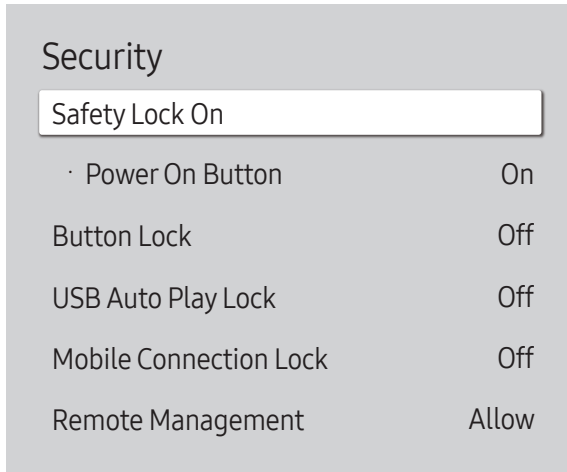 Security
Safety Lock On
· Power On Button On
Button Lock Off
USB Auto Play Lock Off
Mobile Connection Lock Off
Remote Management Allow